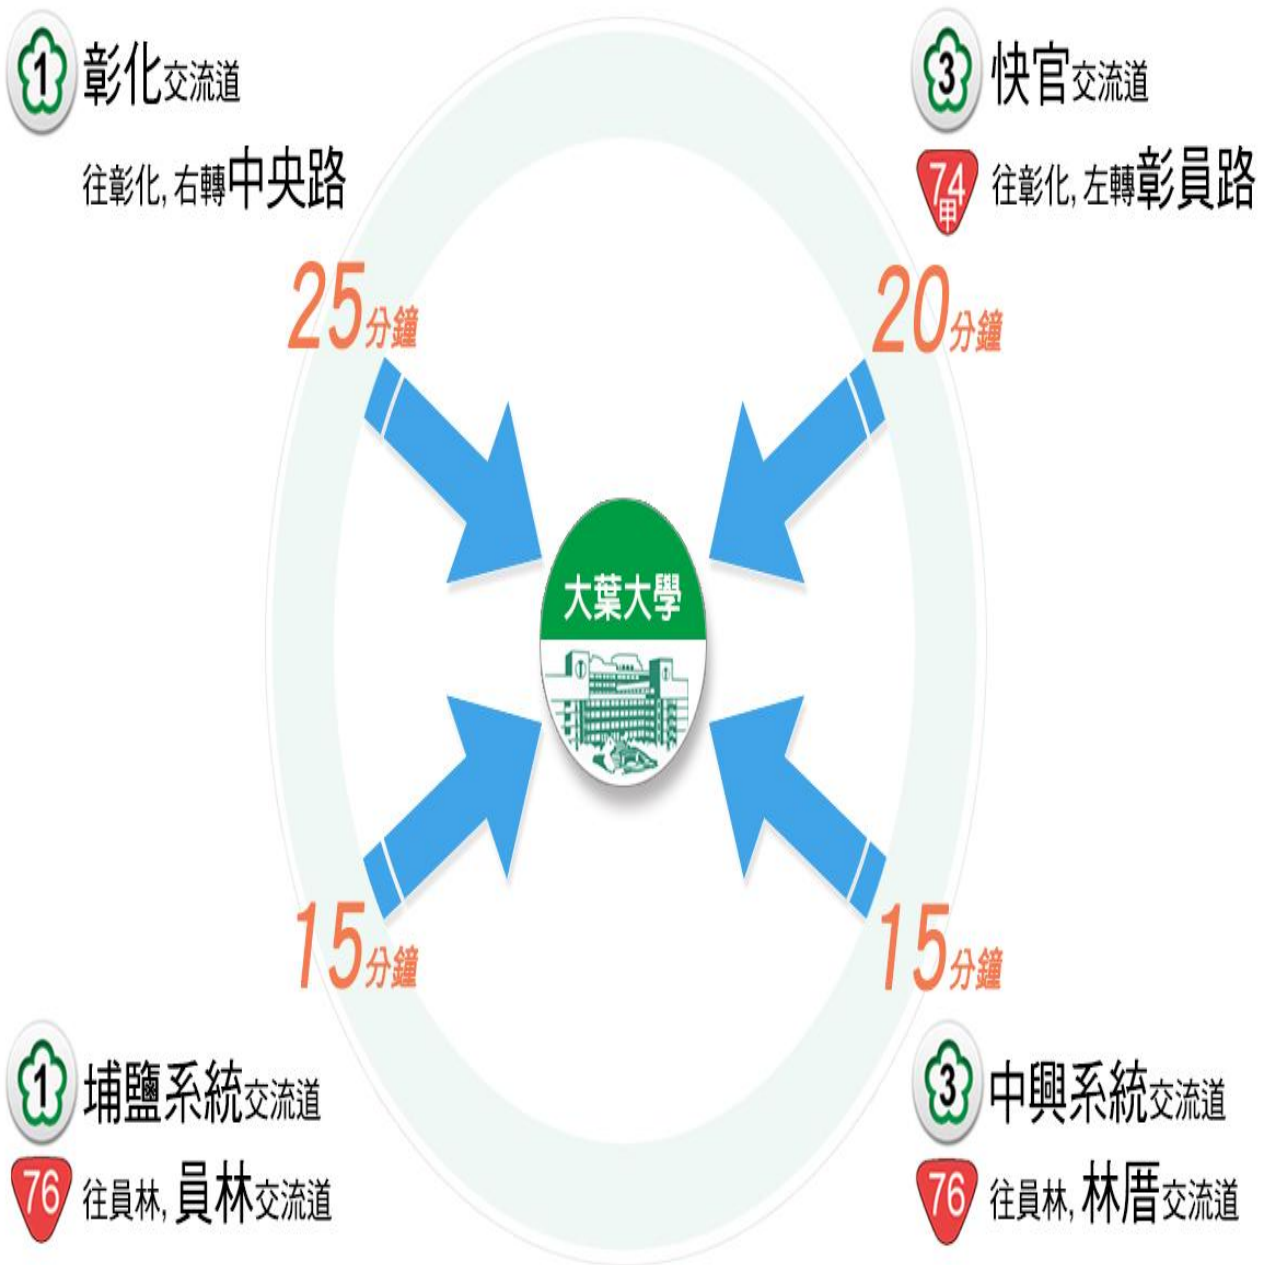 1 彰化交流道
往彰化, 右轉中央路
25分鐘
3 快官交流道
74甲 往彰化, 左轉彰員路
20分鐘
大葉大學
15分鐘
1 埔鹽系統交流道
76 往員林, 員林交流道
15分鐘
3 中興系統交流道
76 往員林, 林厝交流道